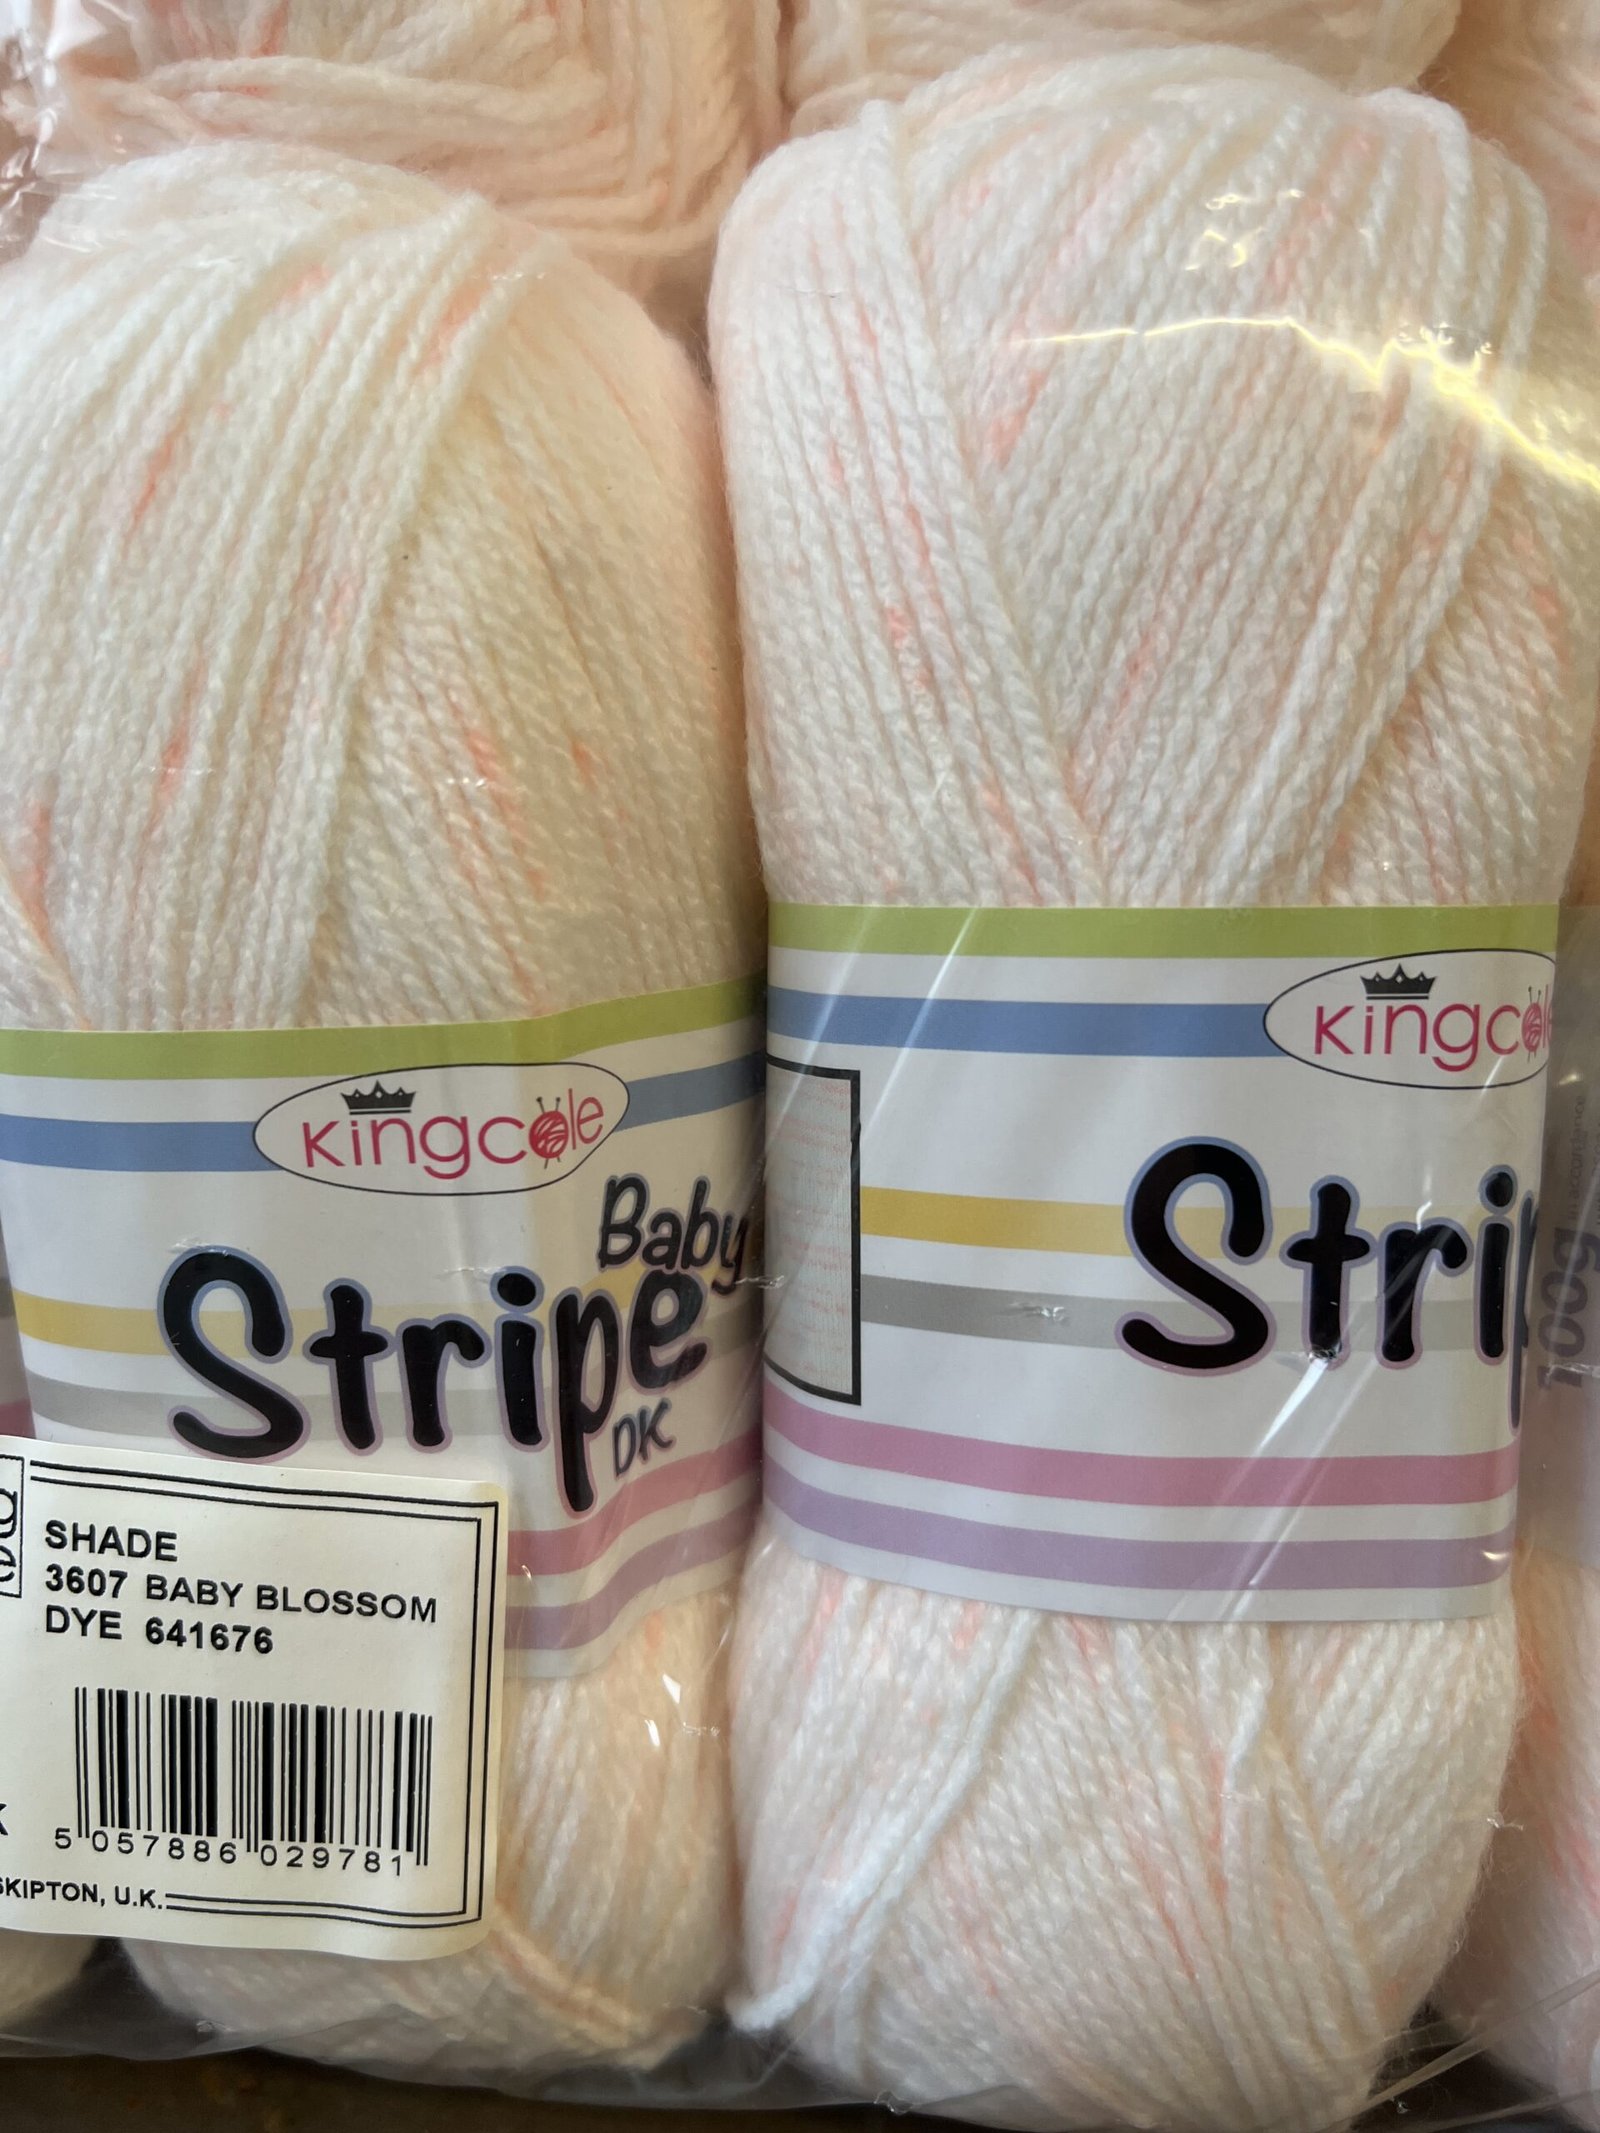 kingcole
Baby
Stripe
DK
kingcole
Strip
100g
SHADE
3607 BABY BLOSSOM
DYE 641676
5 057886 029781
SKIPTON, U.K.